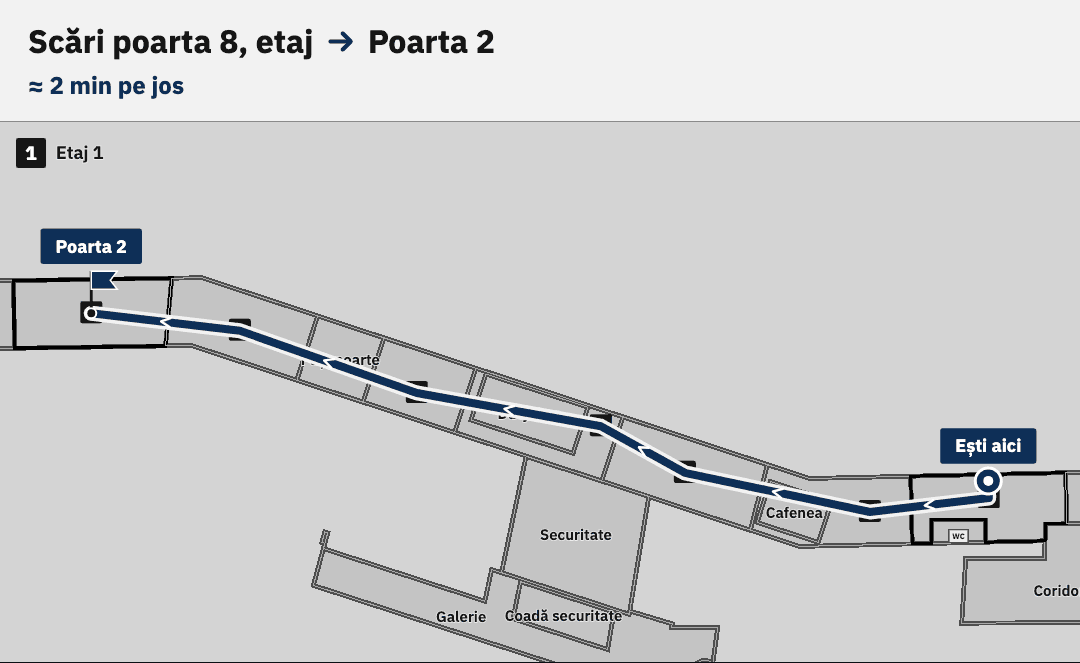 Scări poarta 8, etaj → Poarta 2
≈ 2 min pe jos
1 Etaj 1
Poarta 2
Ești aici
Cafenea
WC
Securitate
Corido
Galerie
Coadă securitate